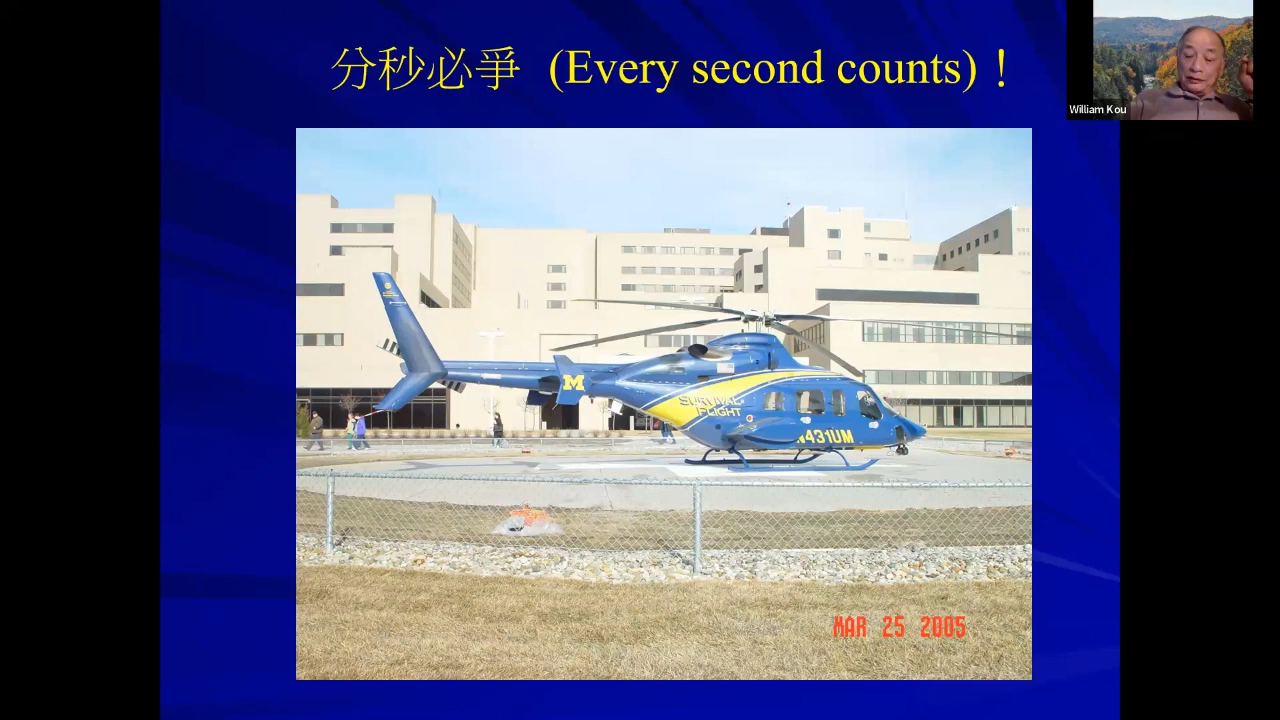 分秒必爭 (Every second counts)！
William Kou
M
SURVIVAL
FLIGHT
N431UM
MAR 25 2005